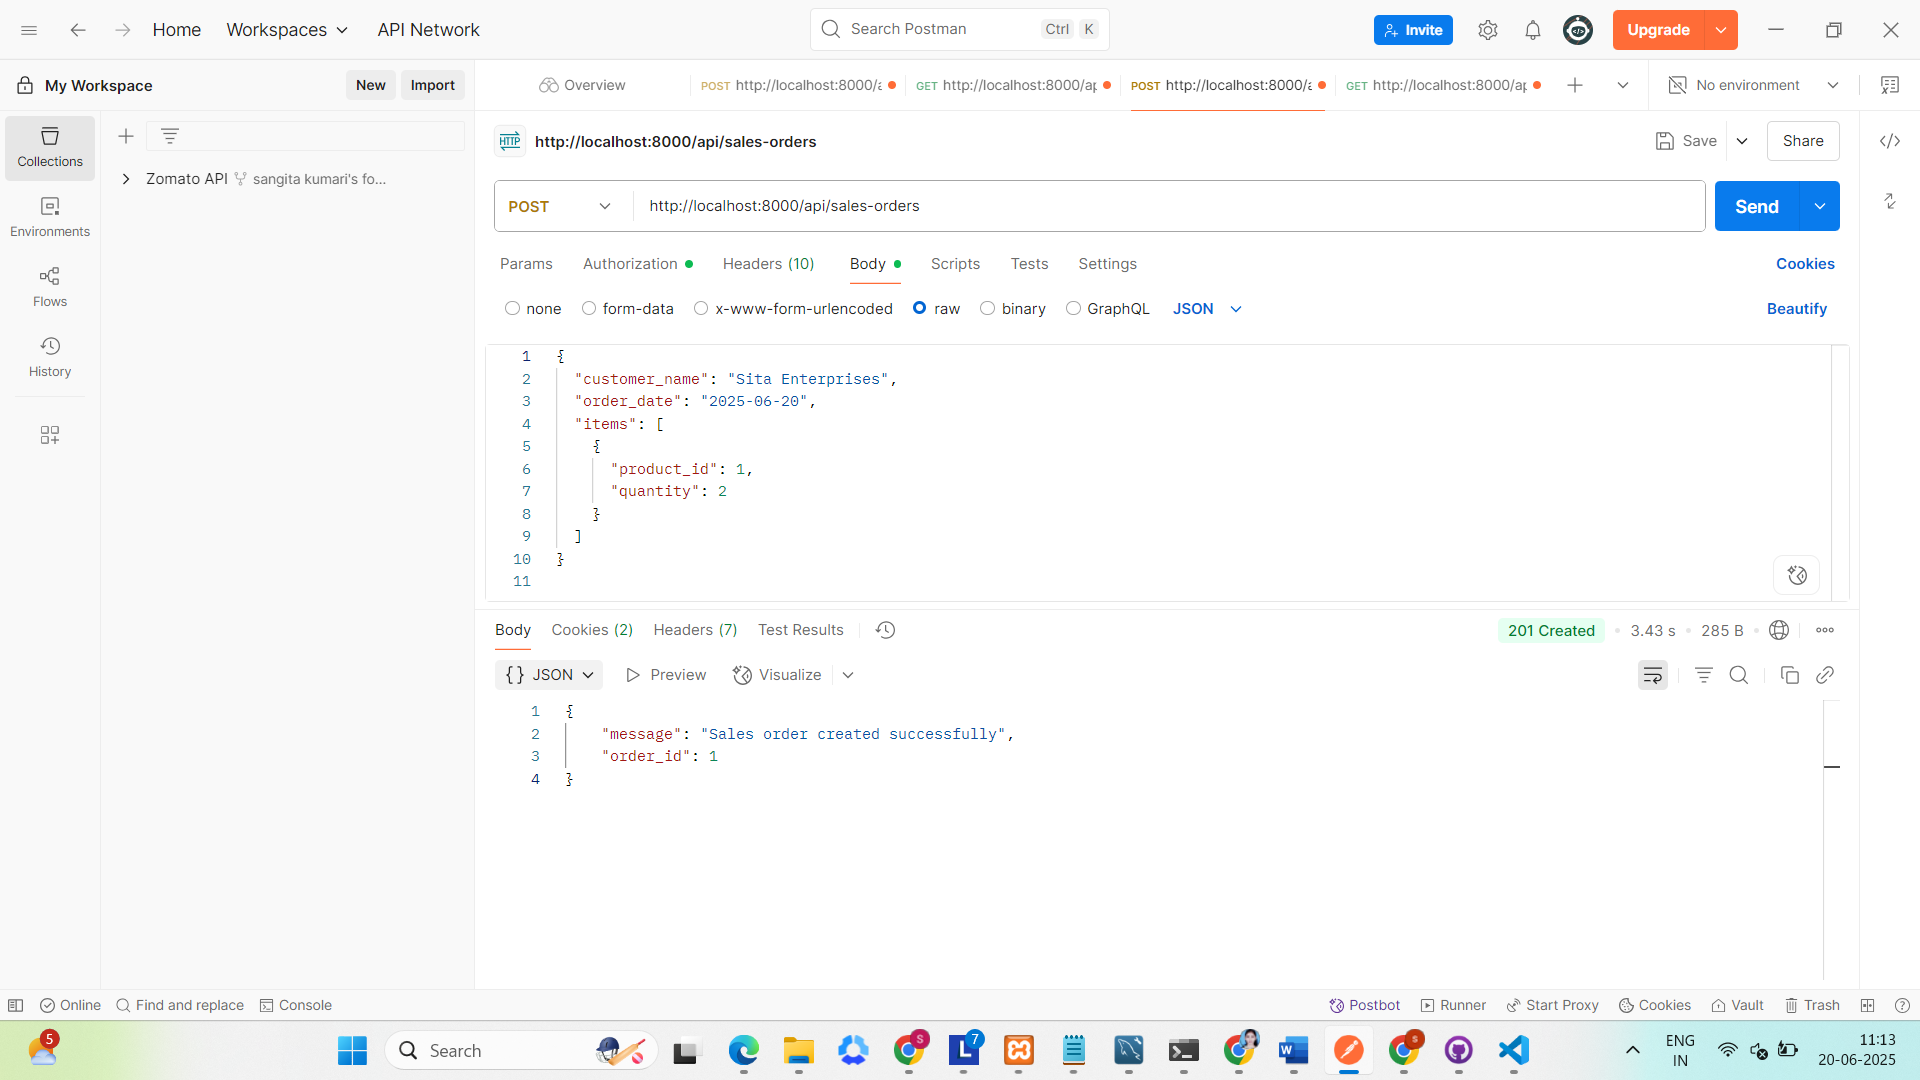 Home Workspaces API Network Search Postman Ctrl K Invite Upgrade
My Workspace New Import Overview POST http://localhost:8000/a GET http://localhost:8000/ap POST http://localhost:8000/a GET http://localhost:8000/ap No environment
Collections
Environments
Flows
History
Zomato API sangita kumari's fo...
HTTP http://localhost:8000/api/sales-orders Save Share
POST http://localhost:8000/api/sales-orders Send
Params Authorization Headers (10) Body Scripts Tests Settings Cookies
none form-data x-www-form-urlencoded raw binary GraphQL JSON Beautify
1 {
2 "customer_name": "Sita Enterprises",
3 "order_date": "2025-06-20",
4 "items": [
5 {
6 "product_id": 1,
7 "quantity": 2
8 }
9 ]
10 }
11
Body Cookies (2) Headers (7) Test Results 201 Created 3.43 s 285 B
{} JSON Preview Visualize
1 {
2 "message": "Sales order created successfully",
3 "order_id": 1
4 }
Online Find and replace Console Postbot Runner Start Proxy Cookies Vault Trash
5 Search S L 7 W s ENG 11:13
IN 20-06-2025